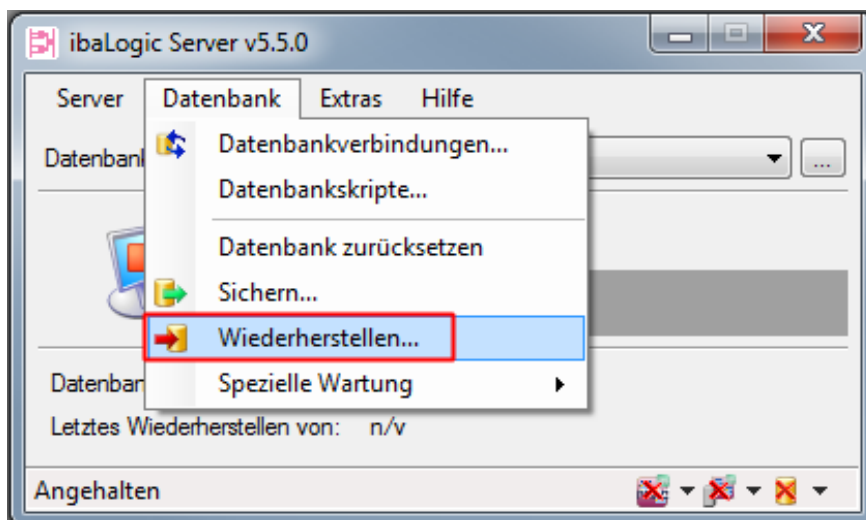 ibaLogic Server v5.5.0
Server Datenbank Extras Hilfe
Datenbankverbindungen...
...
Datenbankskripte...
Datenbank zurücksetzen
Sichern...
Wiederherstellen...
Spezielle Wartung
Letztes Wiederherstellen von: n/v
Angehalten